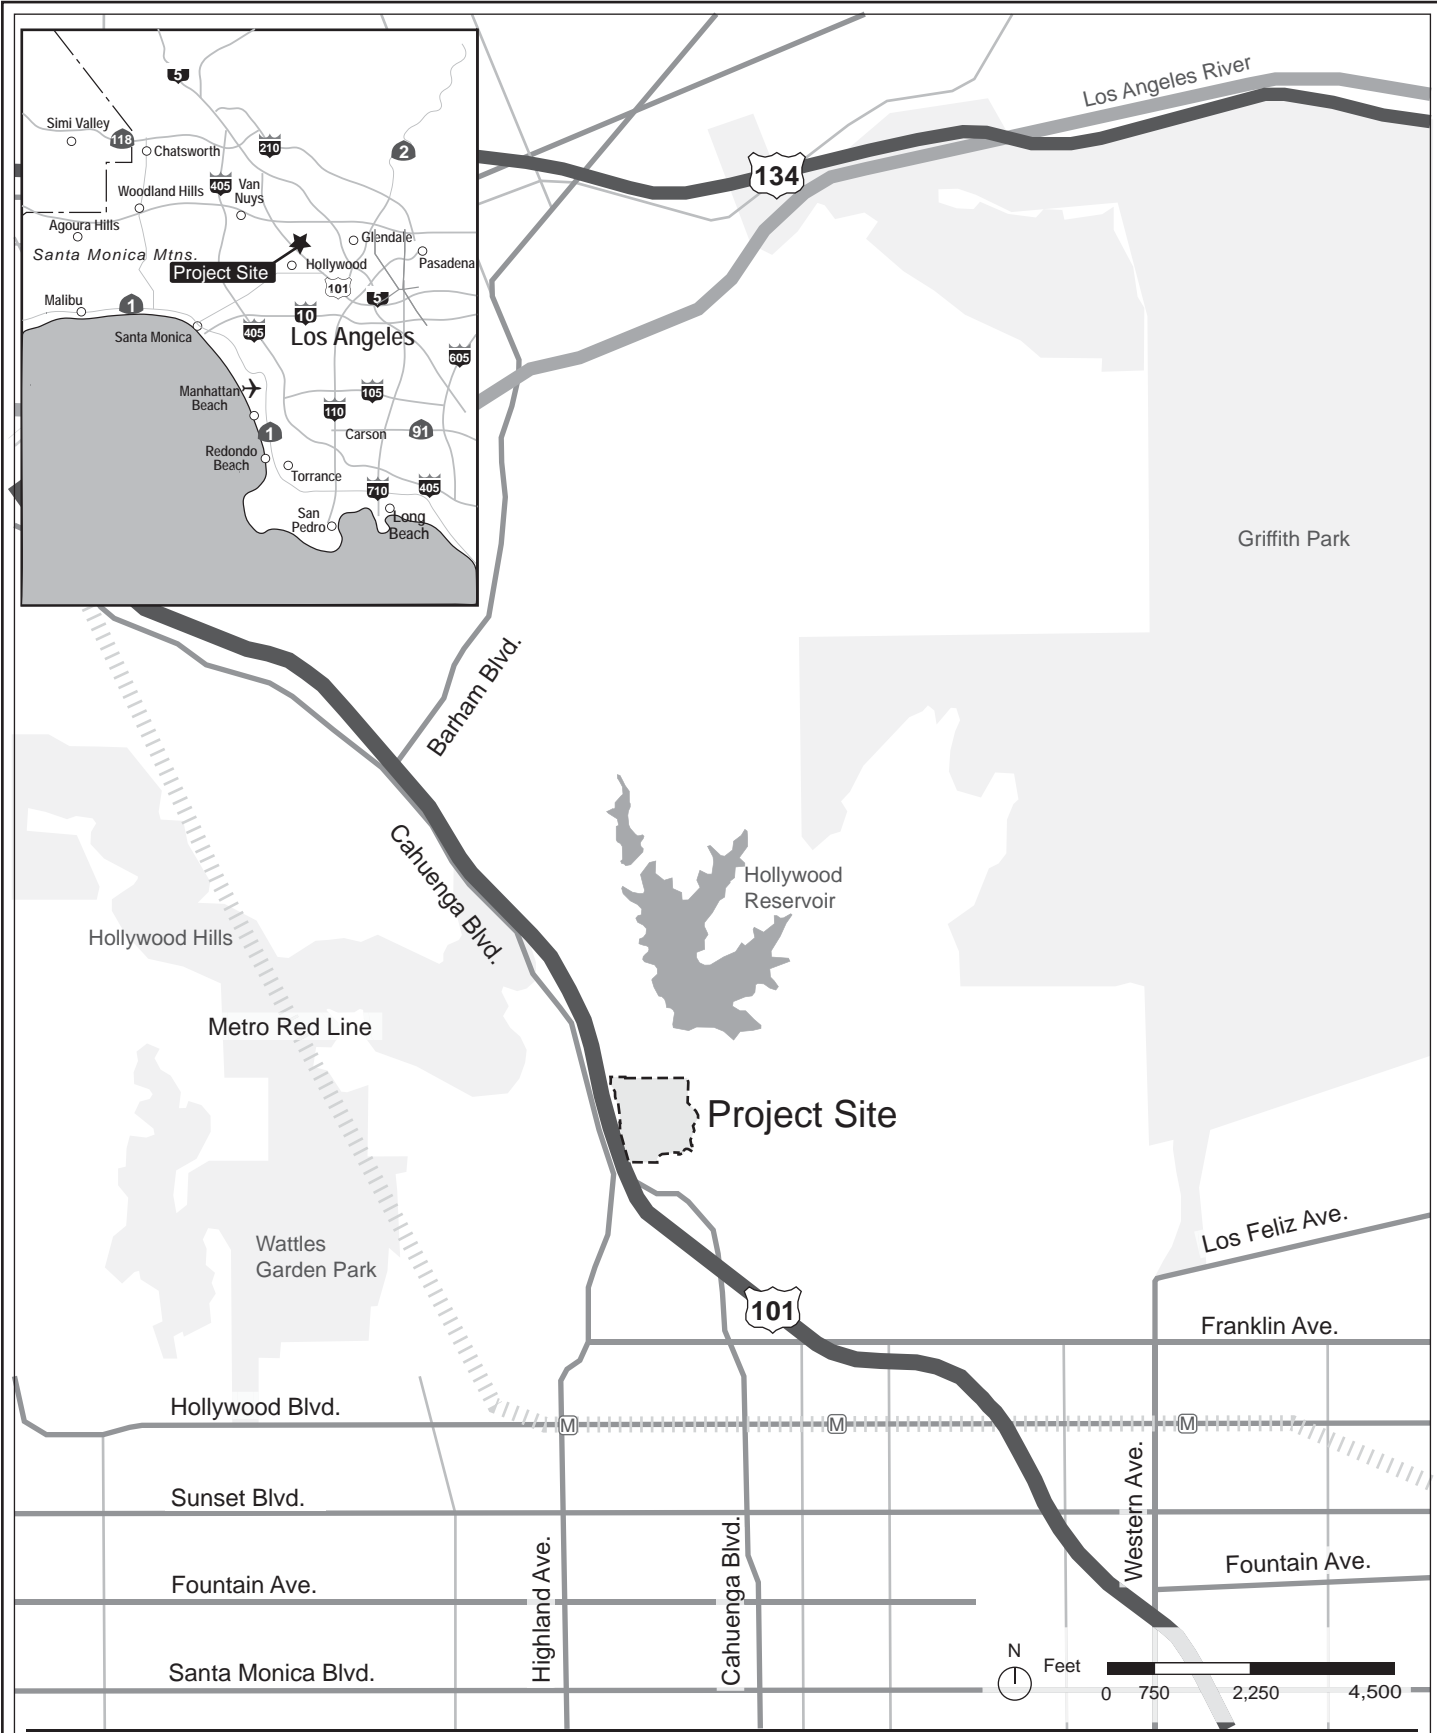 5
Simi Valley
118
Chatsworth
210
2
Woodland Hills
405
Van
Nuys
Agoura Hills
Glendale
Santa Monica Mtns.
Project Site
Hollywood
Pasadena
101
5
Malibu
1
10
Santa Monica
405
Los Angeles
605
Manhattan
Beach
105
110
1
Carson
91
Redondo
Beach
Torrance
710
405
San
Pedro
Long
Beach
Los Angeles River
134
Griffith Park
Barham Blvd.
Cahuenga Blvd.
Hollywood
Reservoir
Hollywood Hills
Metro Red Line
Project Site
Wattles
Garden Park
Los Feliz Ave.
101
Franklin Ave.
Hollywood Blvd.
M
M
M
Sunset Blvd.
Western Ave.
Highland Ave.
Cahuenga Blvd.
Fountain Ave.
Fountain Ave.
Santa Monica Blvd.
N
Feet
0 750 2,250 4,500